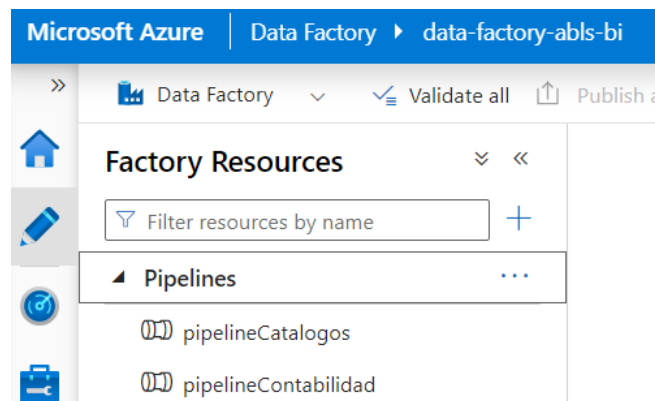 Microsoft Azure Data Factory data-factory-abls-bi
Data Factory Validate all Publish a
Factory Resources
Filter resources by name
Pipelines
pipelineCatalogos
pipelineContabilidad